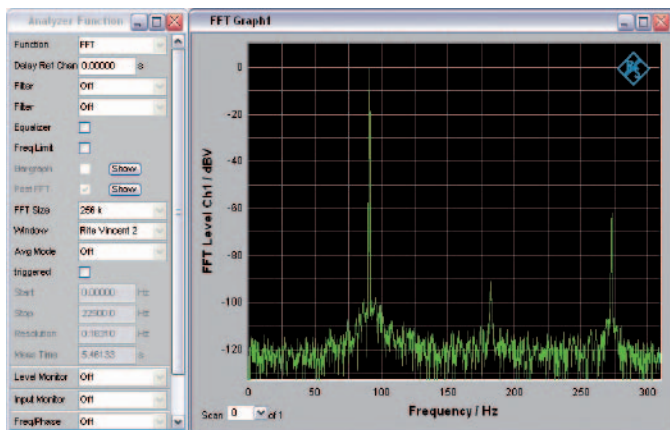 Analyzer Function
Function FFT
Delay Ref Chan 0.00000 s
Filter Off
Filter Off
Equalizer
Freq Limit
Show
Post FFT Show
FFT Size 256 k
Window Rife Vincent 2
Avg Mode Off
triggered
Start 0.00000 Hz
Stop Hz
Resolution Hz
Meas Time s
Level Monitor Off
Input Monitor Off
Freq/Phase Off
FFT Graph1
FFT Level Ch1 / dBV
0
-20
-40
-60
-80
-100
-120
0 50 100 150 200 250 300
Scan 0 of 1
Frequency / Hz